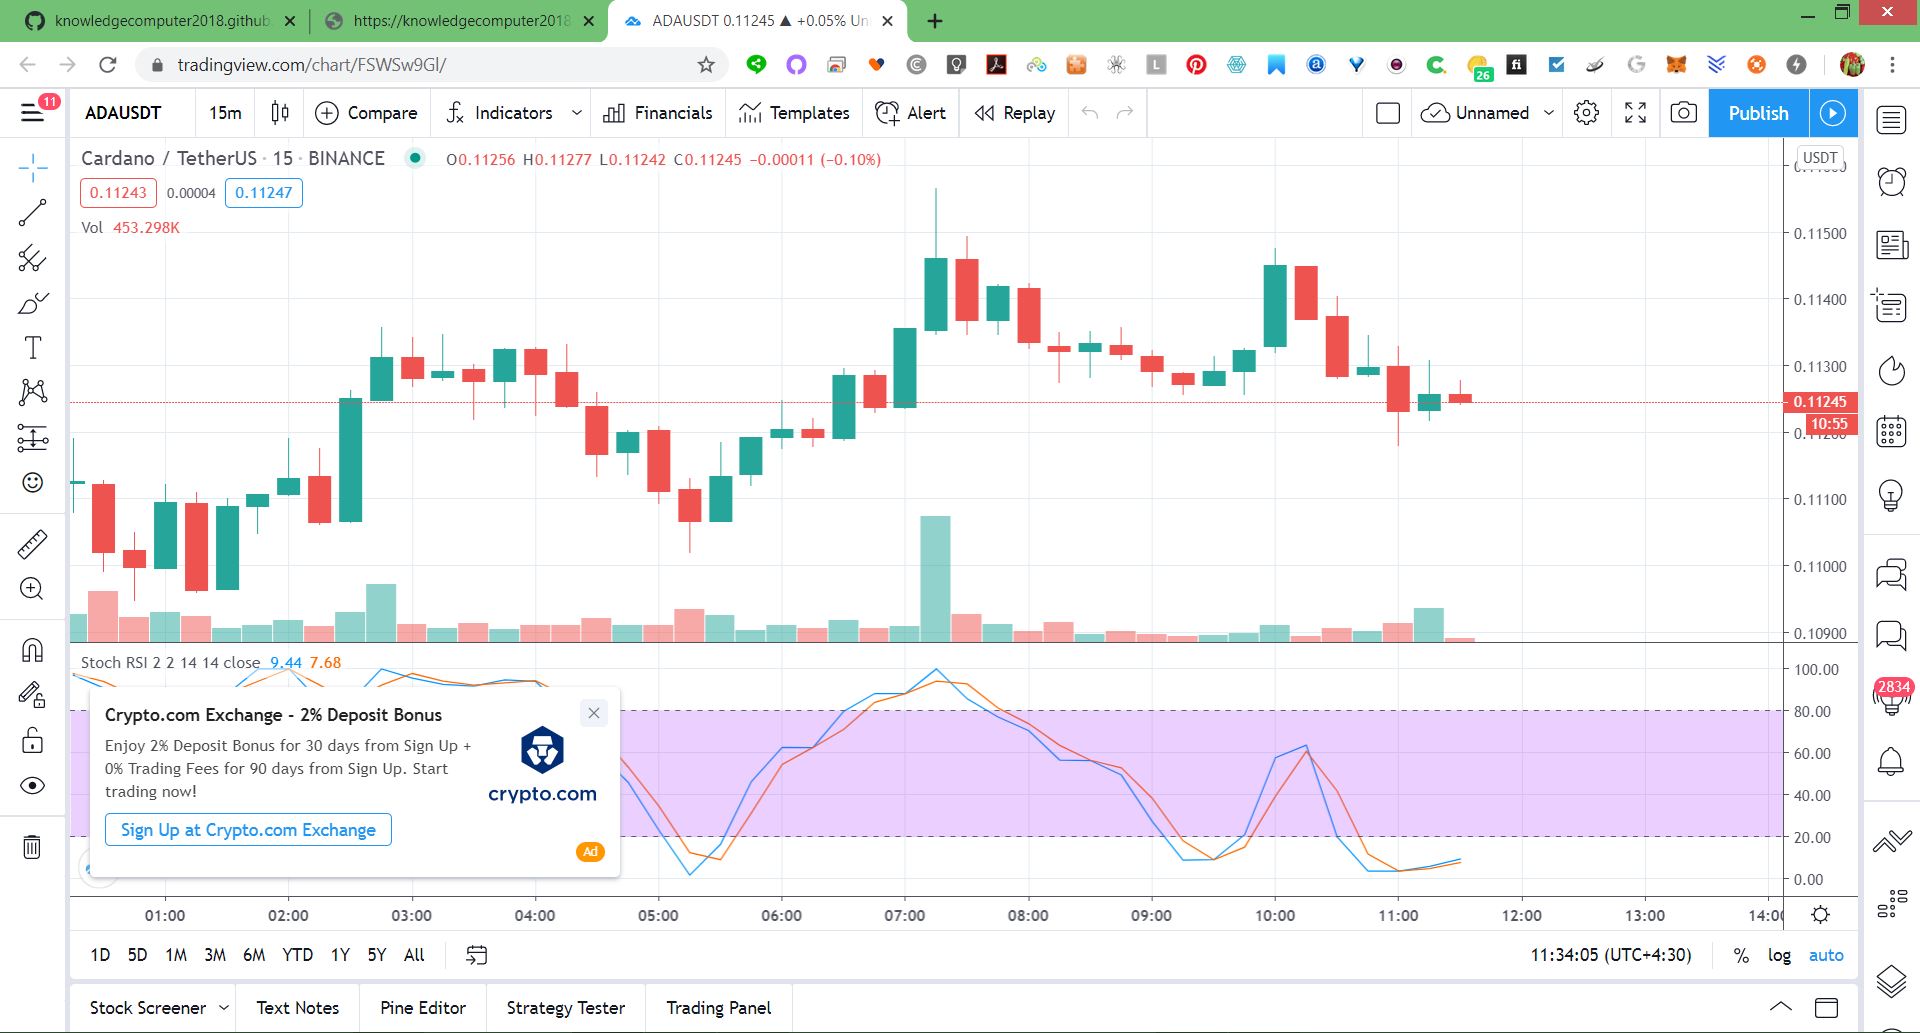 knowledgecomputer2018.github.
https://knowledgecomputer2018
ADAUSDT 0.11245 ▲ +0.05% Un
tradingview.com/chart/FSWSw9Gl/
26
11
ADAUSDT
15m
Compare
Indicators
Financials
Templates
Alert
Replay
Unnamed
Publish
Cardano / TetherUS · 15 · BINANCE
O0.11256 H0.11277 L0.11242 C0.11245 −0.00011 (−0.10%)
USDT
0.11243 0.00004 0.11247
Vol 453.298K
0.11500
0.11400
0.11300
0.11245
10:55
0.11200
0.11100
0.11000
0.10900
Stoch RSI 2 2 14 14 close 9.44 7.68
100.00
80.00
60.00
40.00
20.00
0.00
2834
Crypto.com Exchange - 2% Deposit Bonus
Enjoy 2% Deposit Bonus for 30 days from Sign Up +
0% Trading Fees for 90 days from Sign Up. Start
trading now!
crypto.com
Sign Up at Crypto.com Exchange
Ad
01:00 02:00 03:00 04:00 05:00 06:00 07:00 08:00 09:00 10:00 11:00 12:00 13:00 14:00
1D 5D 1M 3M 6M YTD 1Y 5Y All
11:34:05 (UTC+4:30)
% log auto
Stock Screener
Text Notes
Pine Editor
Strategy Tester
Trading Panel